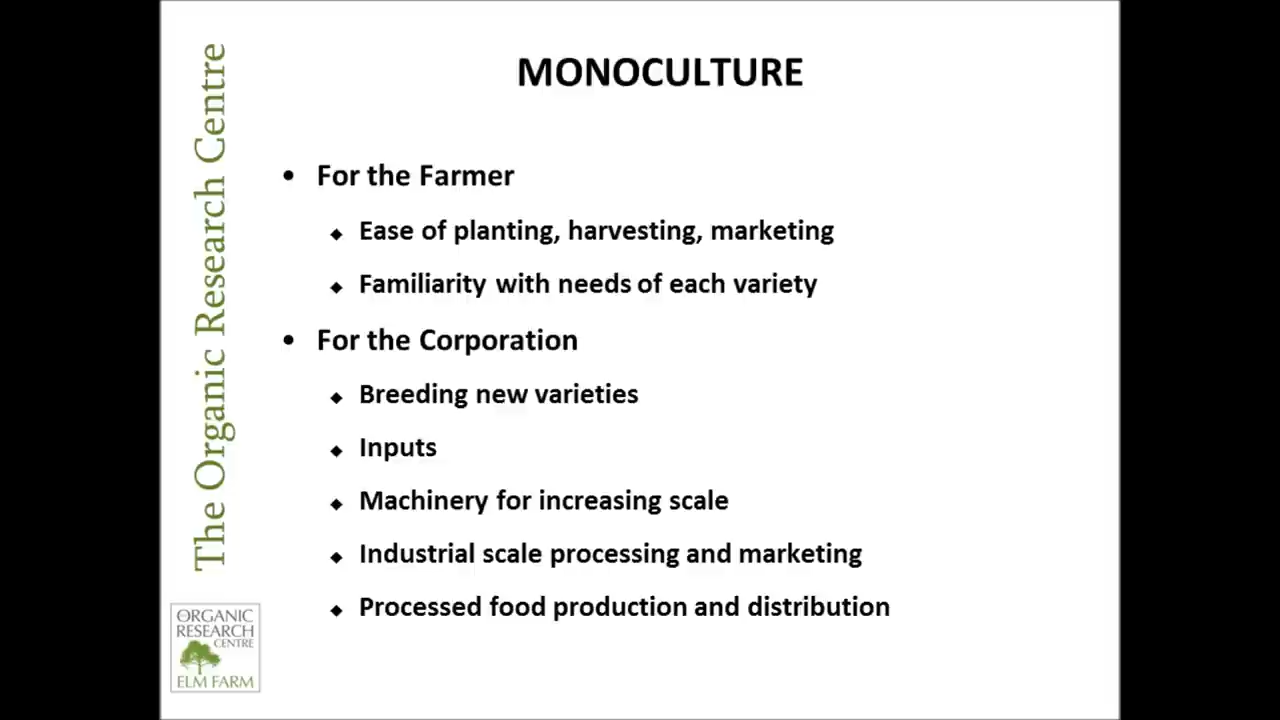 MONOCULTURE
• For the Farmer
◆ Ease of planting, harvesting, marketing
◆ Familiarity with needs of each variety
• For the Corporation
◆ Breeding new varieties
◆ Inputs
◆ Machinery for increasing scale
◆ Industrial scale processing and marketing
◆ Processed food production and distribution
The Organic Research Centre
ORGANIC
RESEARCH
CENTRE
ELM FARM